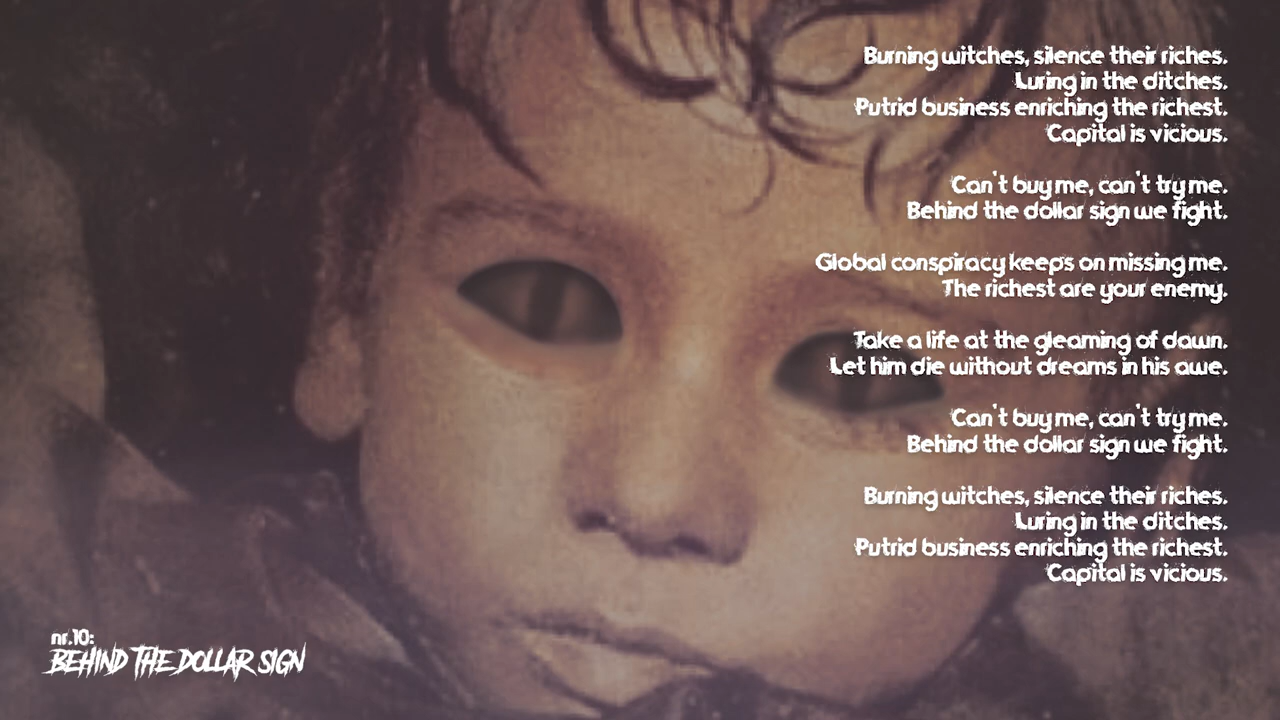 Burning witches, silence their riches.
Luring in the ditches.
Putrid business enriching the richest.
Capital is vicious.
Can't buy me, can't try me.
Behind the dollar sign we fight.
Global conspiracy keeps on missing me.
The richest are your enemy.
Take a life at the gleaming of dawn.
Let him die without dreams in his awe.
Can't buy me, can't try me.
Behind the dollar sign we fight.
Burning witches, silence their riches.
Luring in the ditches.
Putrid business enriching the richest.
Capital is vicious.
nr.10:
BEHIND THE DOLLAR SIGN